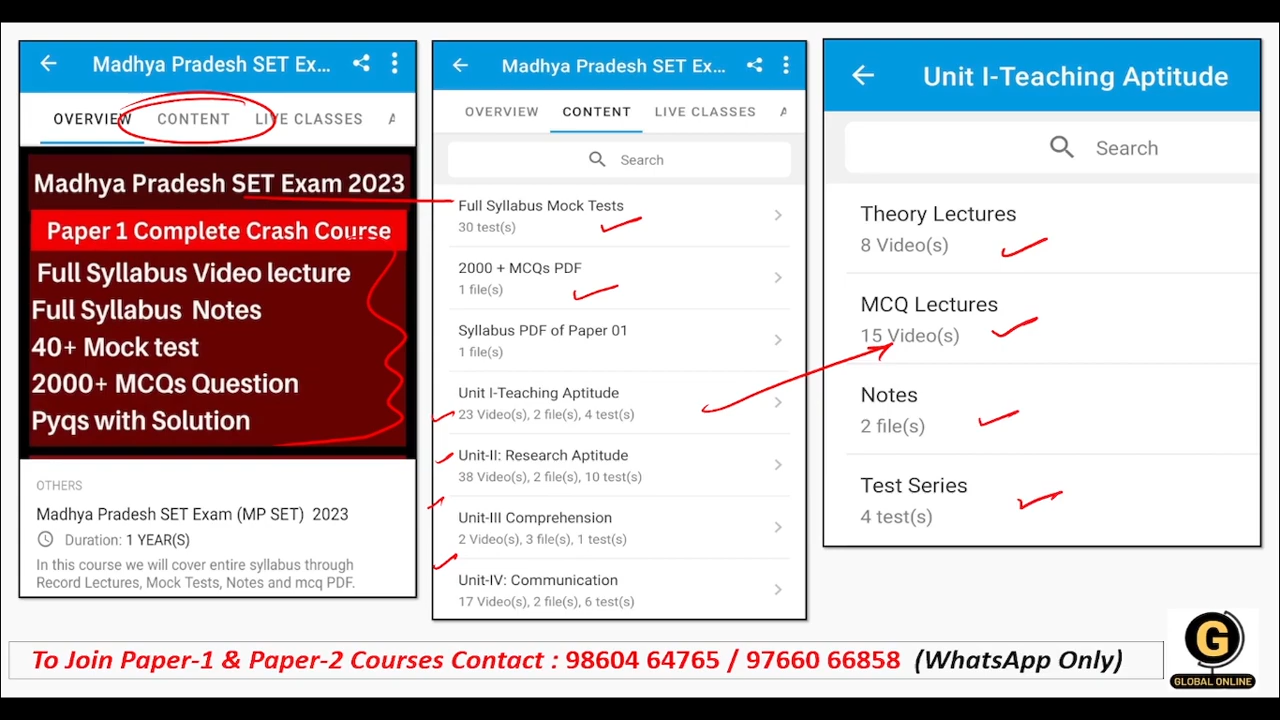 Madhya Pradesh SET Ex...
OVERVIEW CONTENT LIVE CLASSES A
Madhya Pradesh SET Exam 2023
Paper 1 Complete Crash Course
Full Syllabus Video lecture
Full Syllabus Notes
40+ Mock test
2000+ MCQs Question
Pyqs with Solution
OTHERS
Madhya Pradesh SET Exam (MP SET) 2023
Duration: 1 YEAR(S)
In this course we will cover entire syllabus through
Record Lectures, Mock Tests, Notes and mcq PDF.
Madhya Pradesh SET Ex...
OVERVIEW CONTENT LIVE CLASSES A
Search
Full Syllabus Mock Tests
30 test(s)
2000 + MCQs PDF
1 file(s)
Syllabus PDF of Paper 01
1 file(s)
Unit I-Teaching Aptitude
23 Video(s), 2 file(s), 4 test(s)
Unit-II: Research Aptitude
38 Video(s), 2 file(s), 10 test(s)
Unit-III Comprehension
2 Video(s), 3 file(s), 1 test(s)
Unit-IV: Communication
17 Video(s), 2 file(s), 6 test(s)
Unit I-Teaching Aptitude
Search
Theory Lectures
8 Video(s)
MCQ Lectures
15 Video(s)
Notes
2 file(s)
Test Series
4 test(s)
To Join Paper-1 & Paper-2 Courses Contact : 98604 64765 / 97660 66858 (WhatsApp Only)
G
GLOBAL ONLINE